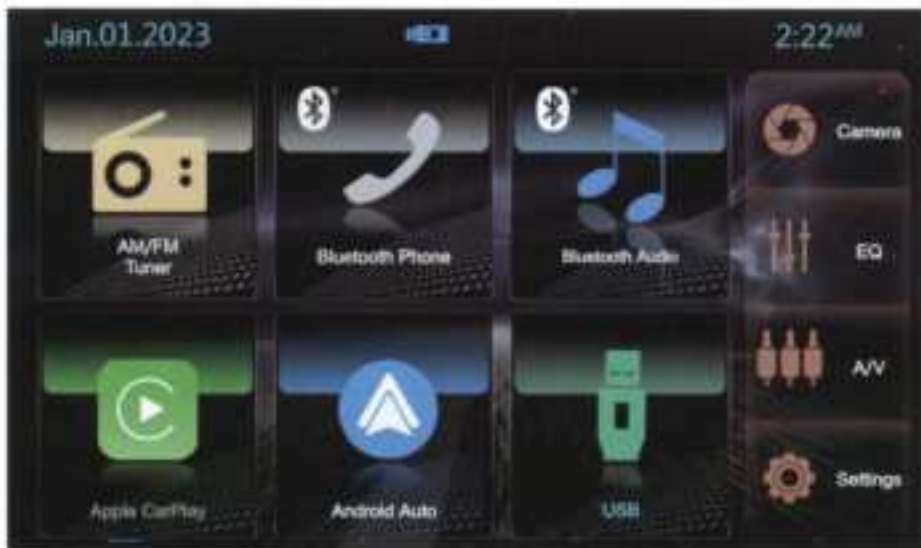 Jan.01.2023
2:22AM
AM/FM
Tuner
Bluetooth Phone
Bluetooth Audio
Camera
EQ
A/V
Apple CarPlay
Android Auto
USB
Settings